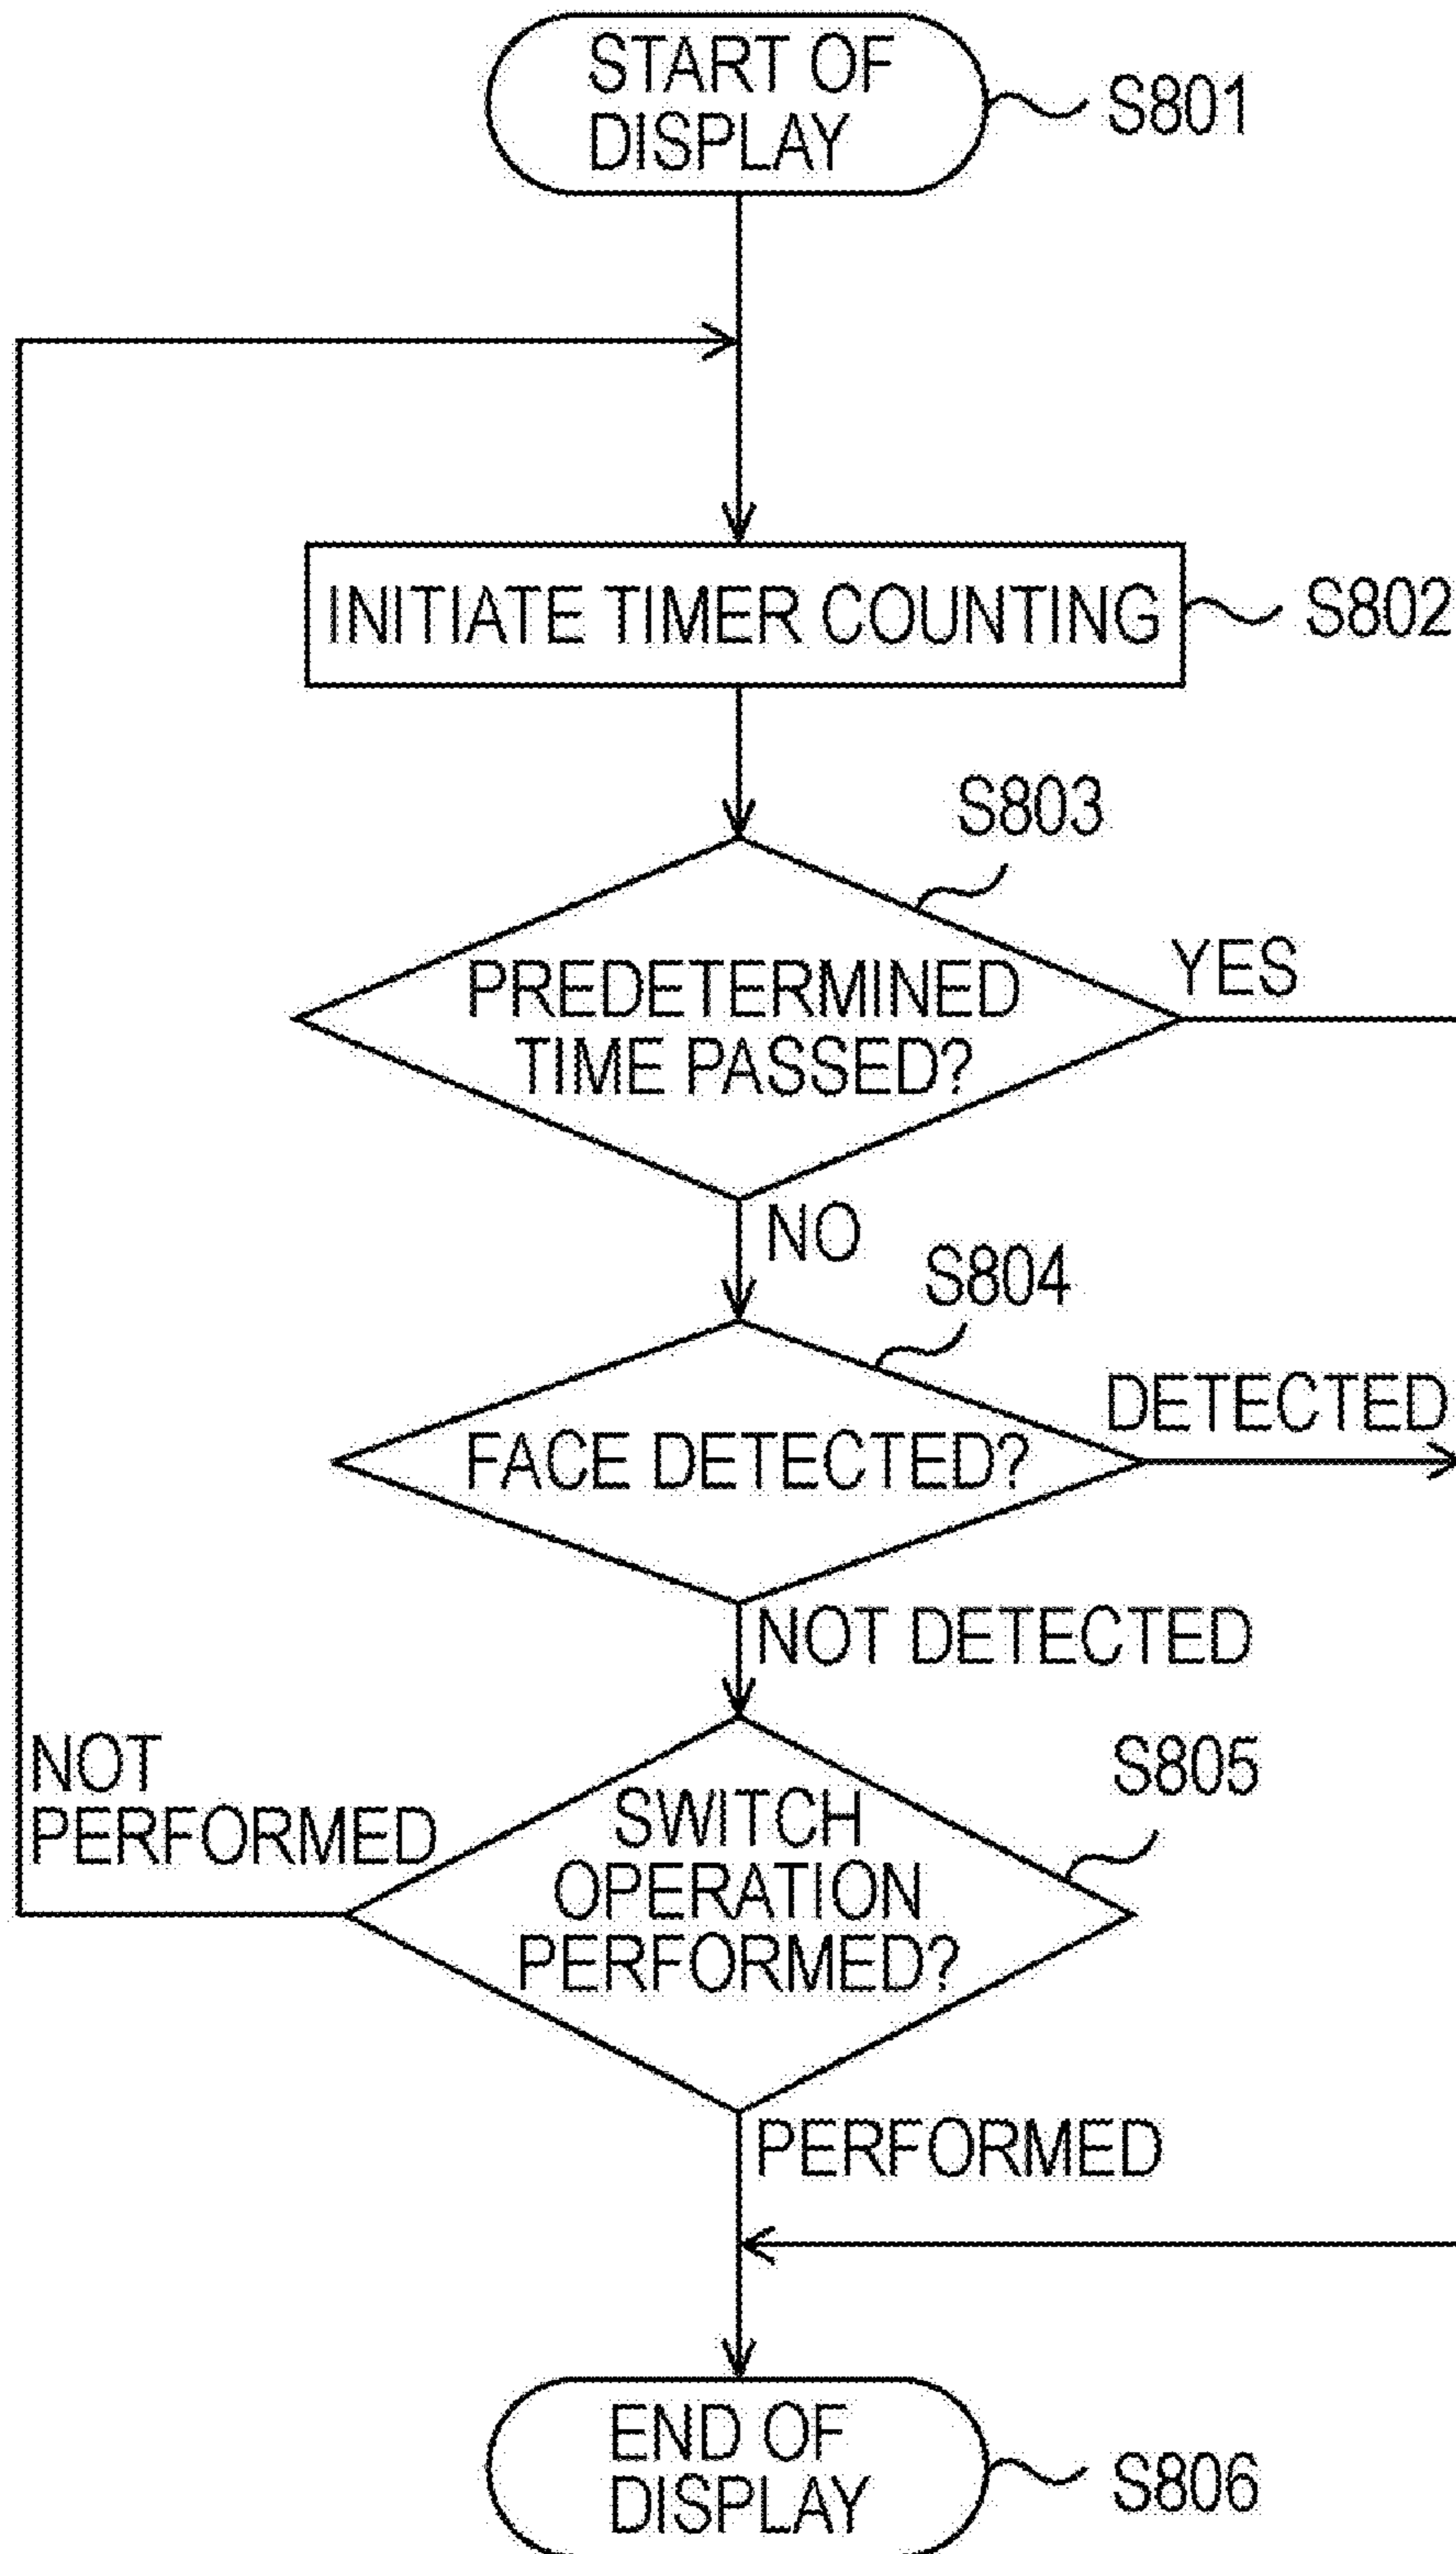 START OF
DISPLAY
S801
INITIATE TIMER COUNTING
S802
S803
PREDETERMINED
TIME PASSED?
YES
NO
S804
FACE DETECTED?
DETECTED
NOT DETECTED
NOT
PERFORMED
S805
SWITCH
OPERATION
PERFORMED?
PERFORMED
END OF
DISPLAY
S806